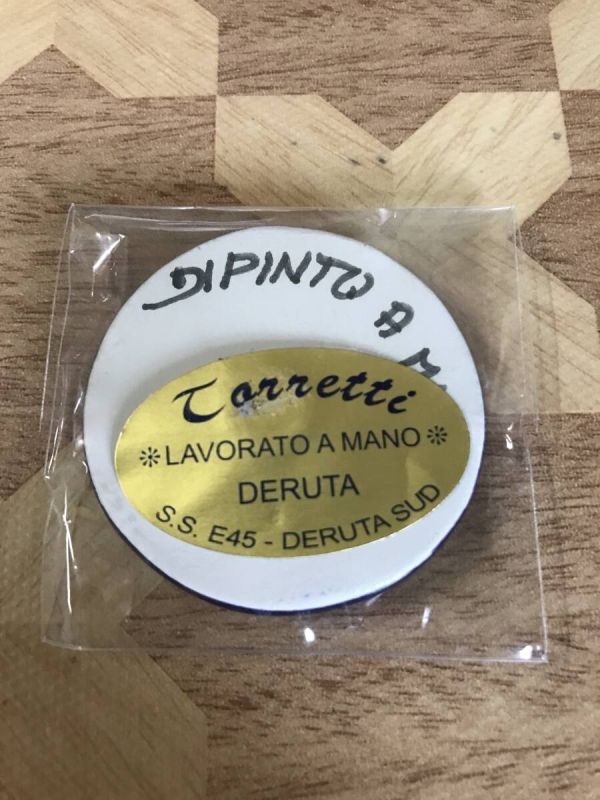 DIPINTO A
Torretti
❊ LAVORATO A MANO ❊
DERUTA
S.S. E45 - DERUTA SUD